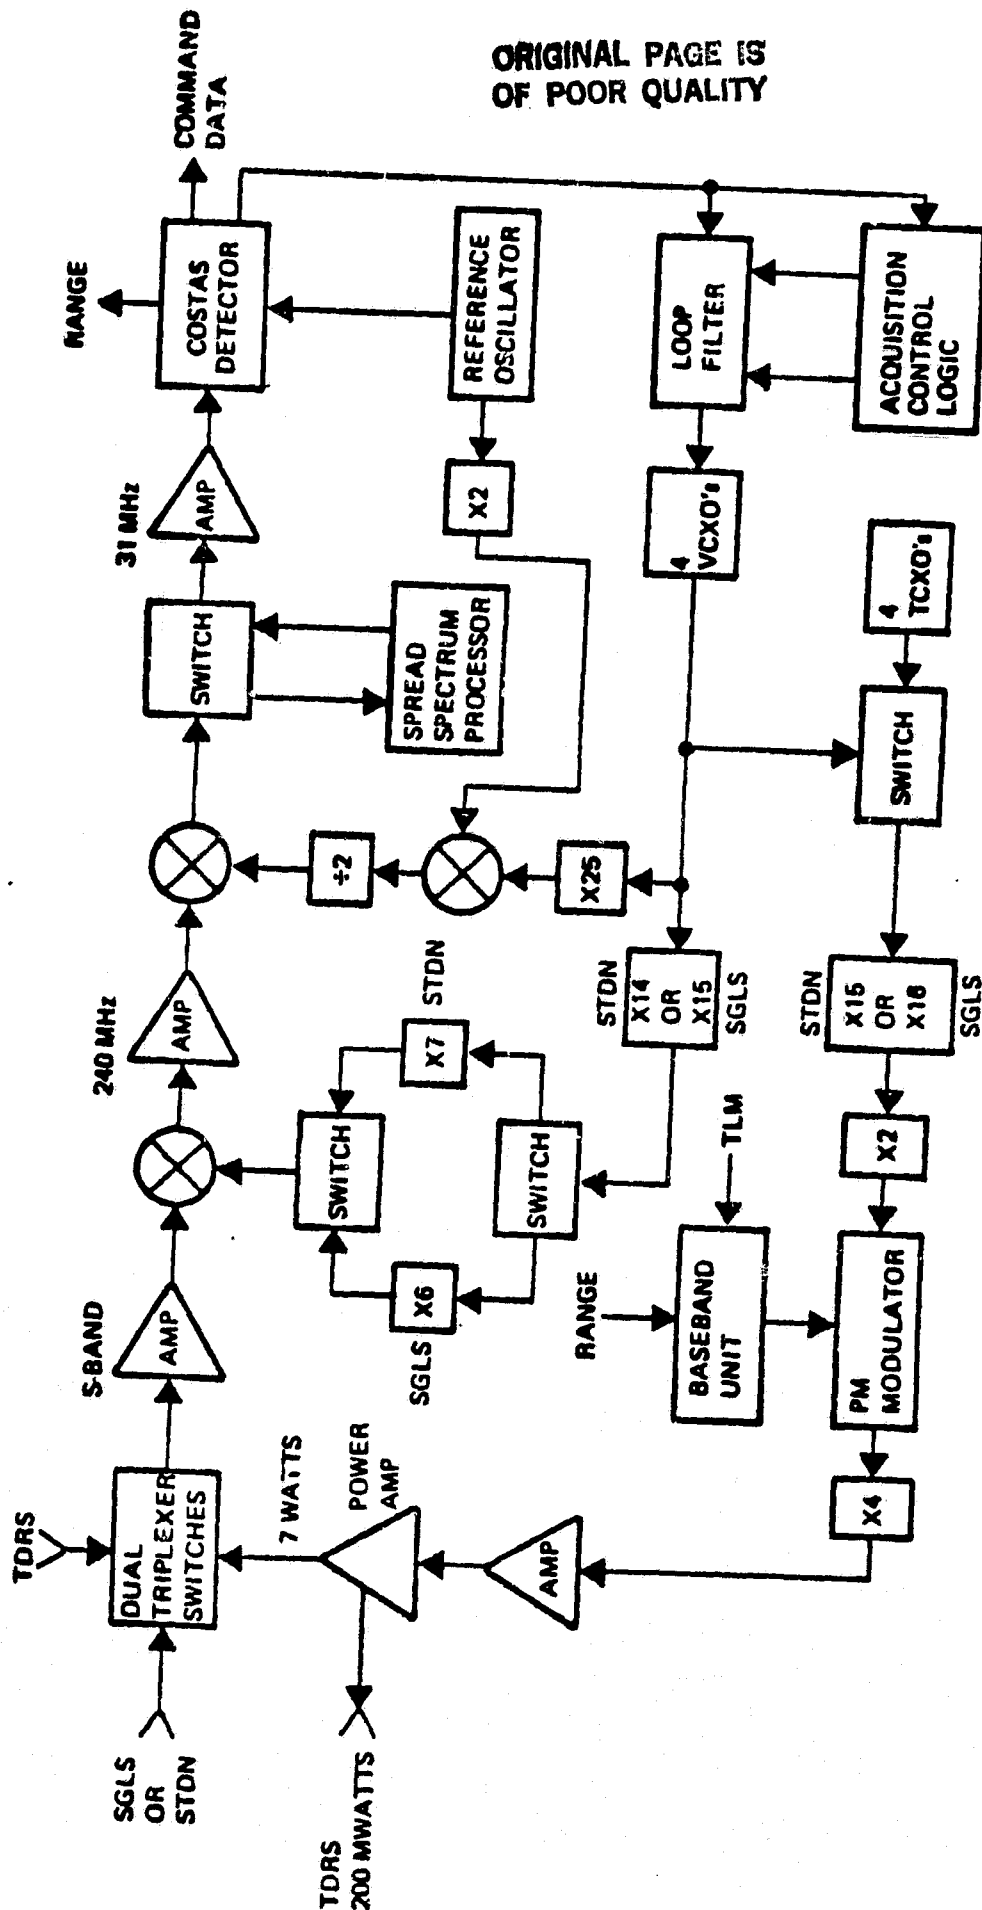 ORIGINAL PAGE IS
OF POOR QUALITY
TDRS
SGLS
OR
STDN
DUAL
TRIPLEXER
SWITCHES
S-BAND
AMP
240 MHz
AMP
SWITCH
31 MHz
AMP
RANGE
COSTAS
DETECTOR
COMMAND
DATA
SPREAD
SPECTRUM
PROCESSOR
REFERENCE
OSCILLATOR
X2
÷2
X25
SGLS
X6
SWITCH
X7
STDN
SWITCH
STDN
X14
OR
X15
SGLS
4
VCXO's
LOOP
FILTER
ACQUISITION
CONTROL
LOGIC
4
TCXO's
SWITCH
STDN
X15
OR
X16
SGLS
X2
TLM
RANGE
BASEBAND
UNIT
PM
MODULATOR
X4
AMP
POWER
AMP
7 WATTS
TDRS
200 MWATTS